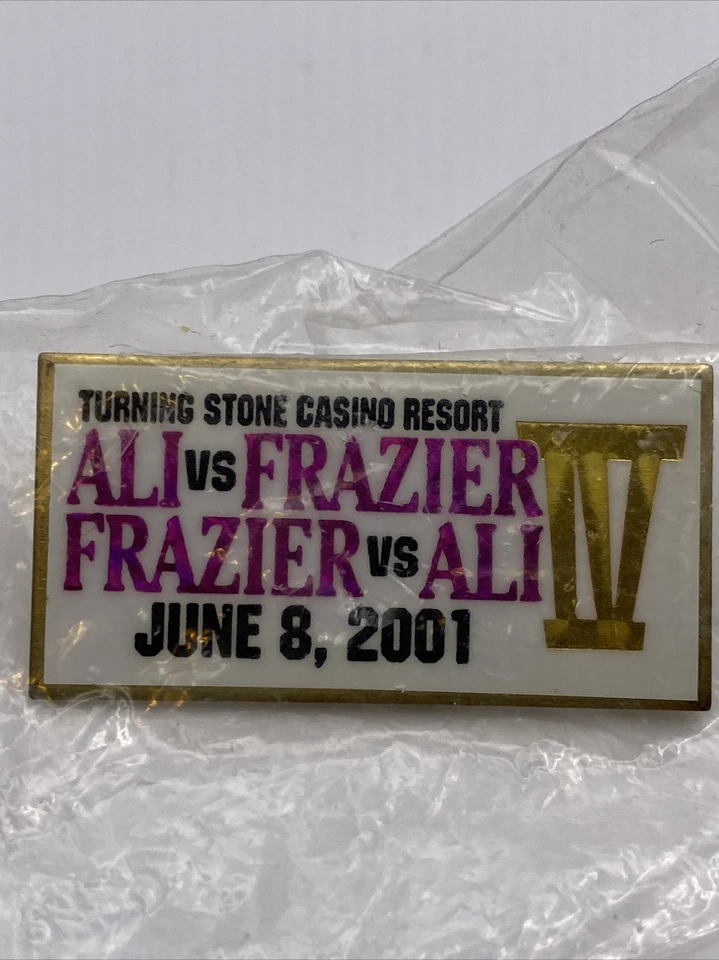 TURNING STONE CASINO RESORT
ALI VS FRAZIER
FRAZIER VS ALI
IV
JUNE 8, 2001